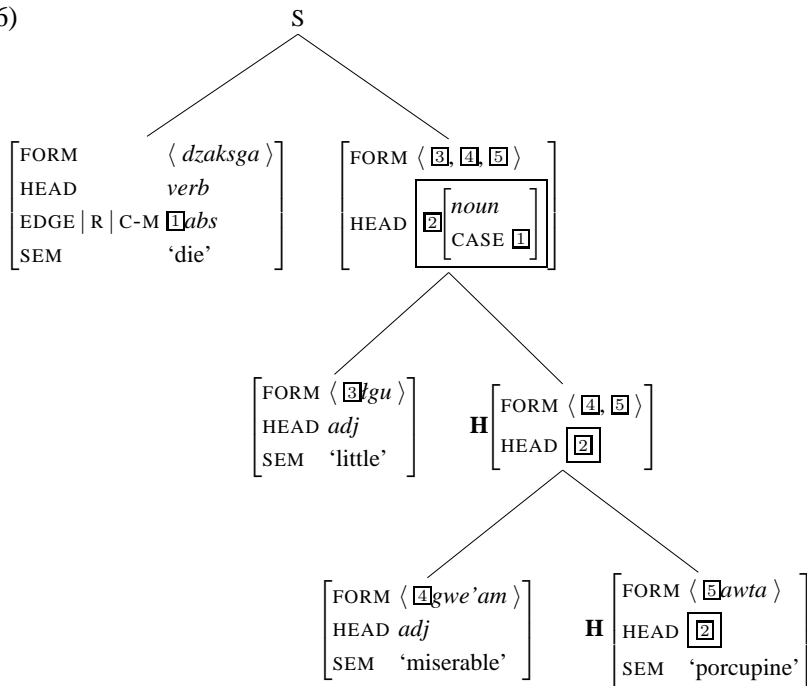 6)
S
FORM ⟨ dzaksga ⟩
HEAD verb
EDGE | R | C-M 1 abs
SEM ‘die’
FORM ⟨ 3, 4, 5 ⟩
HEAD 2 noun
CASE 1
FORM ⟨ 3 łgu ⟩
HEAD adj
SEM ‘little’
H FORM ⟨ 4, 5 ⟩
HEAD 2
FORM ⟨ 4 gwe’am ⟩
HEAD adj
SEM ‘miserable’
H FORM ⟨ 5 awta ⟩
HEAD 2
SEM ‘porcupine’